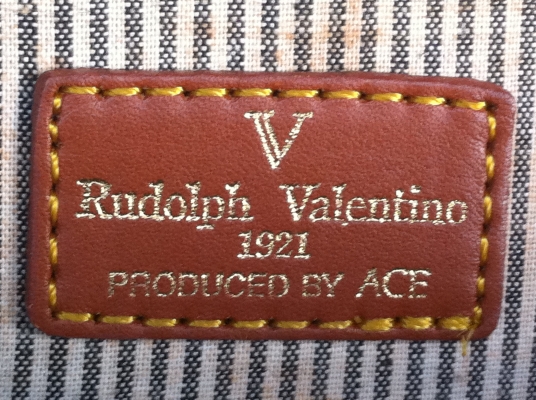 V
Rudolph Valentino
1921
PRODUCED BY ACE